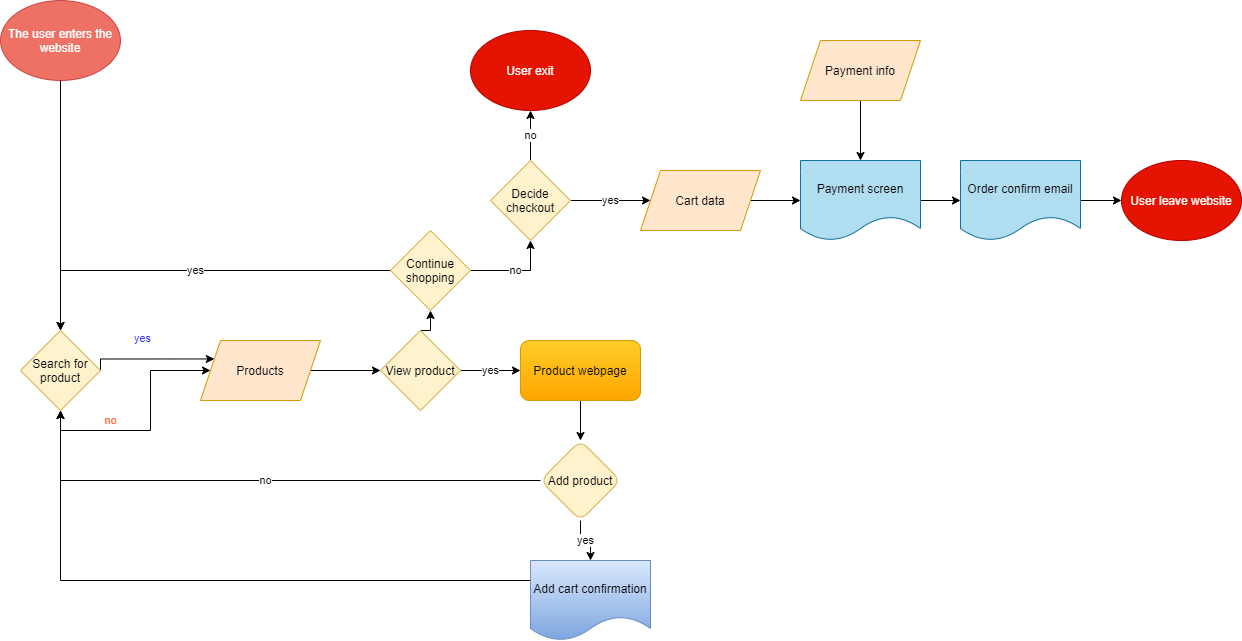 The user enters the
website
User exit
Payment info
no
Decide
checkout
yes
Cart data
Payment screen
Order confirm email
User leave website
Continue
shopping
yes
no
yes
Search for
product
Products
View product
yes
Product webpage
no
no
Add product
yes
Add cart confirmation